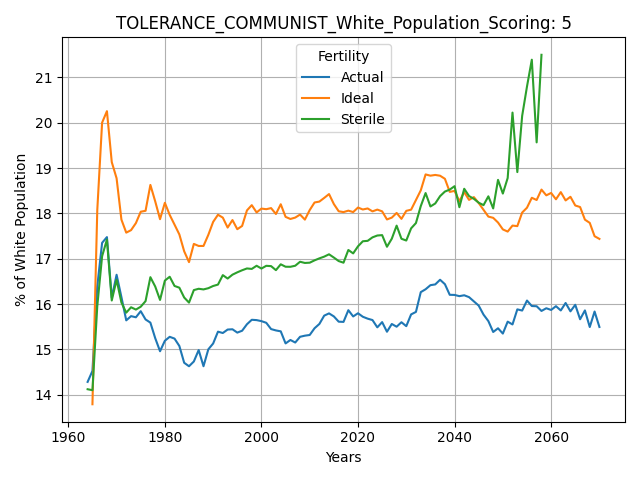 TOLERANCE_COMMUNIST_White_Population_Scoring: 5
Fertility
Actual
Ideal
Sterile
% of White Population
21
20
19
18
17
16
15
14
1960
1980
2000
2020
2040
2060
Years